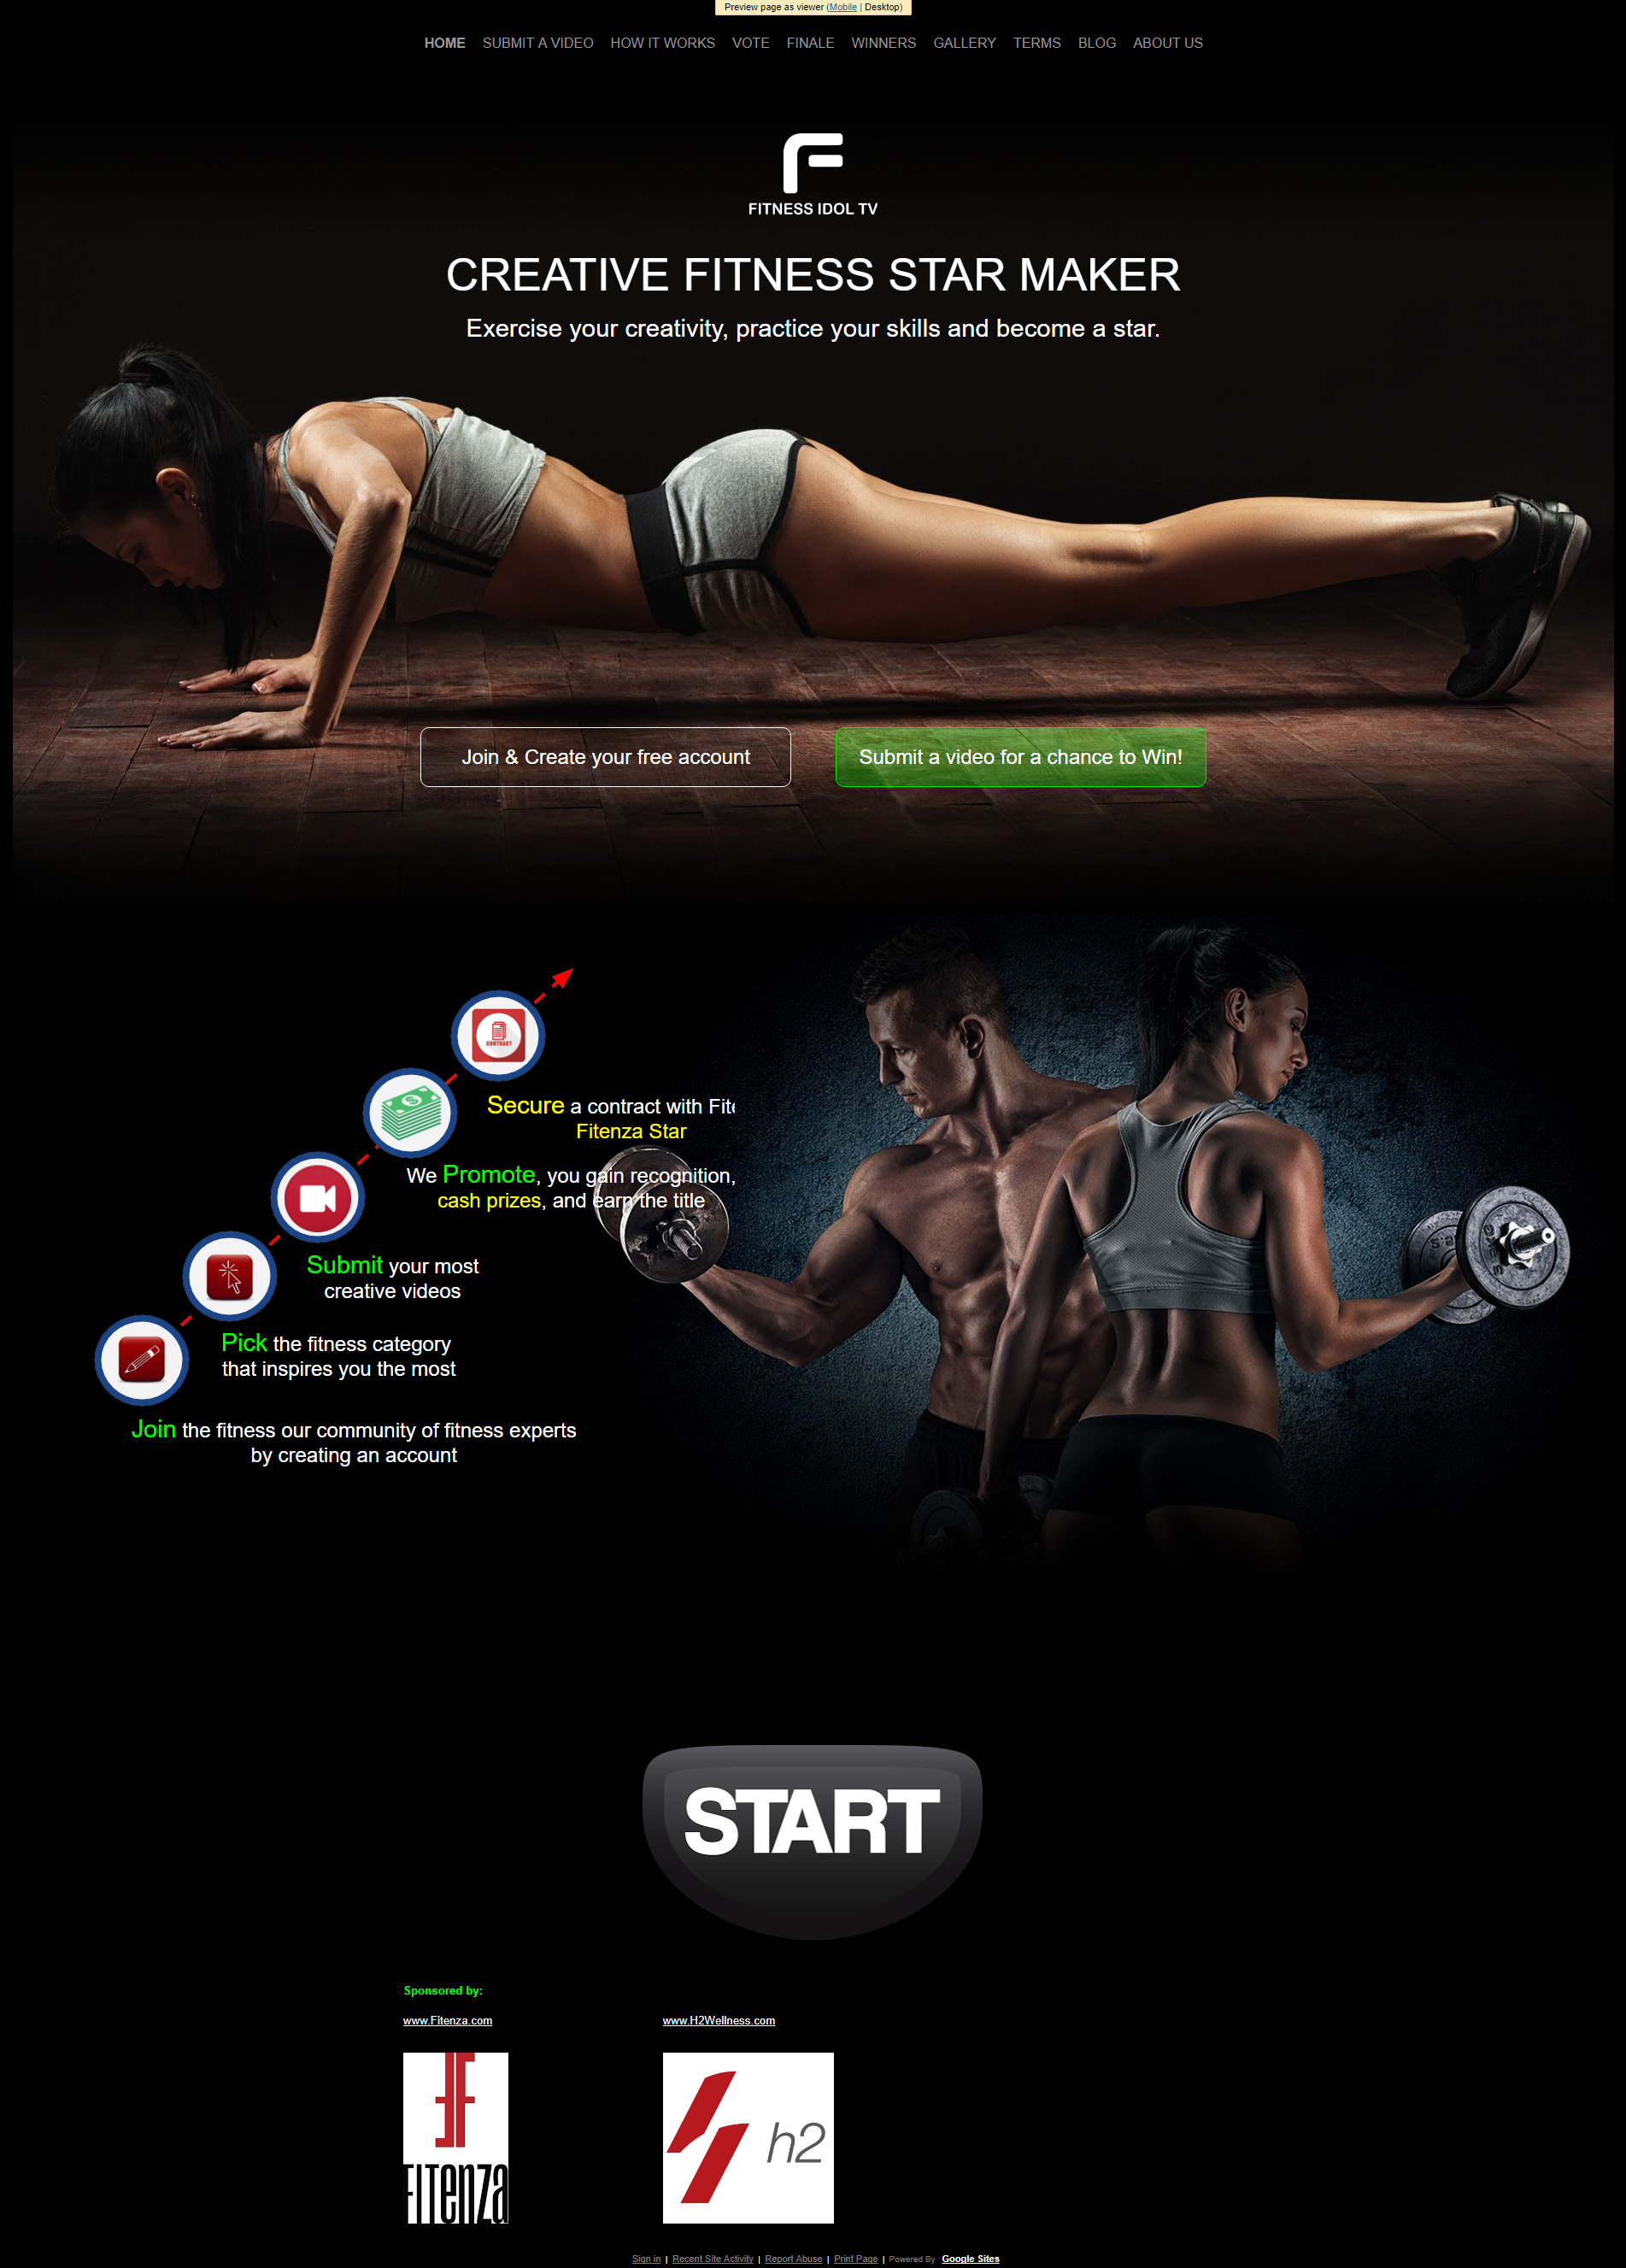 Preview page as viewer (Mobile | Desktop)
HOME SUBMIT A VIDEO HOW IT WORKS VOTE FINALE WINNERS GALLERY TERMS BLOG ABOUT US
FITNESS IDOL TV
CREATIVE FITNESS STAR MAKER
Exercise your creativity, practice your skills and become a star.
Join & Create your free account
Submit a video for a chance to Win!
CONTRACT
Secure a contract with Fite
Fitenza Star
We Promote, you gain recognition,
cash prizes, and earn the title
Submit your most
creative videos
Pick the fitness category
that inspires you the most
Join the fitness our community of fitness experts
by creating an account
START
Sponsored by:
www.Fitenza.com www.H2Wellness.com
FITenza
h2
Sign in | Recent Site Activity | Report Abuse | Print Page | Powered By Google Sites